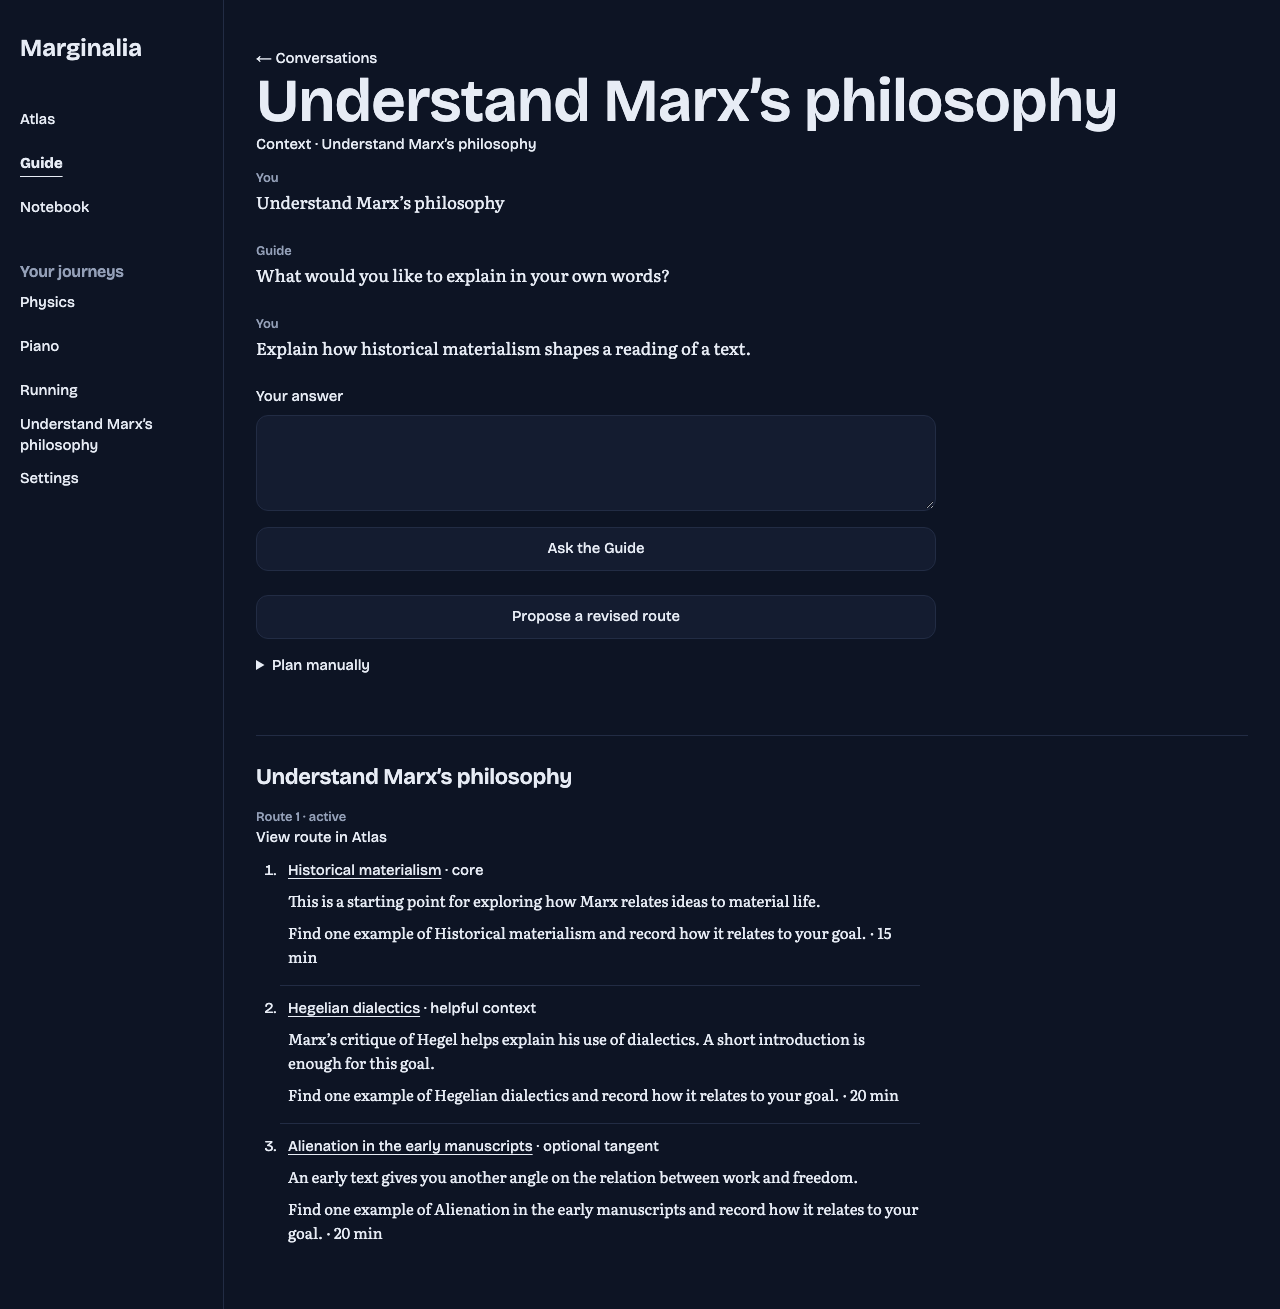 Marginalia
Atlas
Guide
Notebook
Your journeys
Physics
Piano
Running
Understand Marx’s
philosophy
Settings
← Conversations
Understand Marx’s philosophy
Context · Understand Marx’s philosophy
You
Understand Marx’s philosophy
Guide
What would you like to explain in your own words?
You
Explain how historical materialism shapes a reading of a text.
Your answer
Ask the Guide
Propose a revised route
Plan manually
Understand Marx’s philosophy
Route 1 · active
View route in Atlas
1. Historical materialism · core
This is a starting point for exploring how Marx relates ideas to material life.
Find one example of Historical materialism and record how it relates to your goal. · 15
min
2. Hegelian dialectics · helpful context
Marx’s critique of Hegel helps explain his use of dialectics. A short introduction is
enough for this goal.
Find one example of Hegelian dialectics and record how it relates to your goal. · 20 min
3. Alienation in the early manuscripts · optional tangent
An early text gives you another angle on the relation between work and freedom.
Find one example of Alienation in the early manuscripts and record how it relates to your
goal. · 20 min